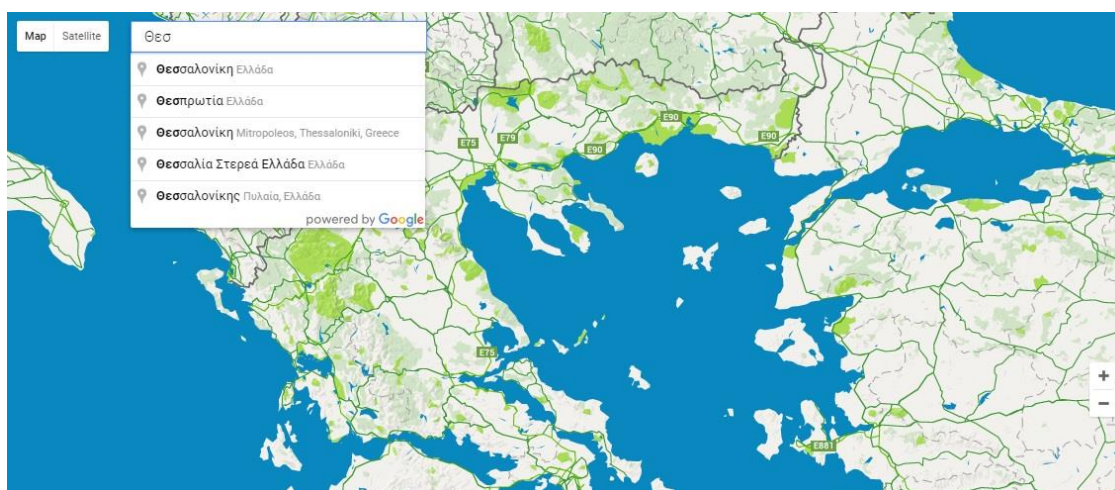 Map Satellite
Θεσ
Θεσσαλονίκη Ελλάδα
Θεσπρωτία Ελλάδα
Θεσσαλονίκη Mitropoleos, Thessaloniki, Greece
Θεσσαλία Στερεά Ελλάδα Ελλάδα
Θεσσαλονίκης Πυλαία, Ελλάδα
powered by Google
E90
E75
E79
E90
E90
E75
E881
+
−